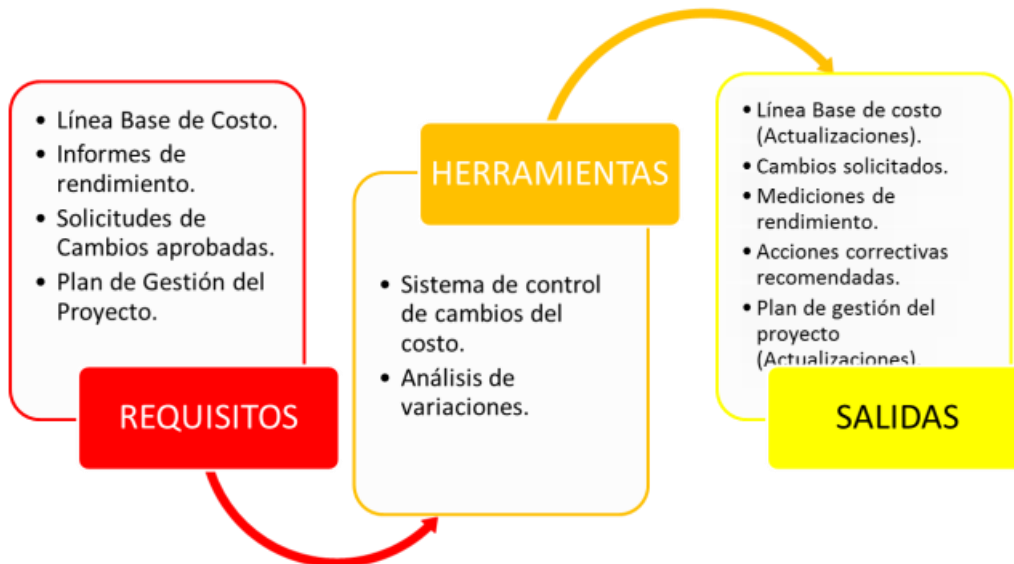 • Línea Base de Costo.
• Informes de
rendimiento.
• Solicitudes de
Cambios aprobadas.
• Plan de Gestión del
Proyecto.
REQUISITOS
HERRAMIENTAS
• Sistema de control
de cambios del
costo.
• Análisis de
variaciones.
• Línea Base de costo
(Actualizaciones).
• Cambios solicitados.
• Mediciones de
rendimiento.
• Acciones correctivas
recomendadas.
• Plan de gestión del
proyecto
(Actualizaciones)
SALIDAS